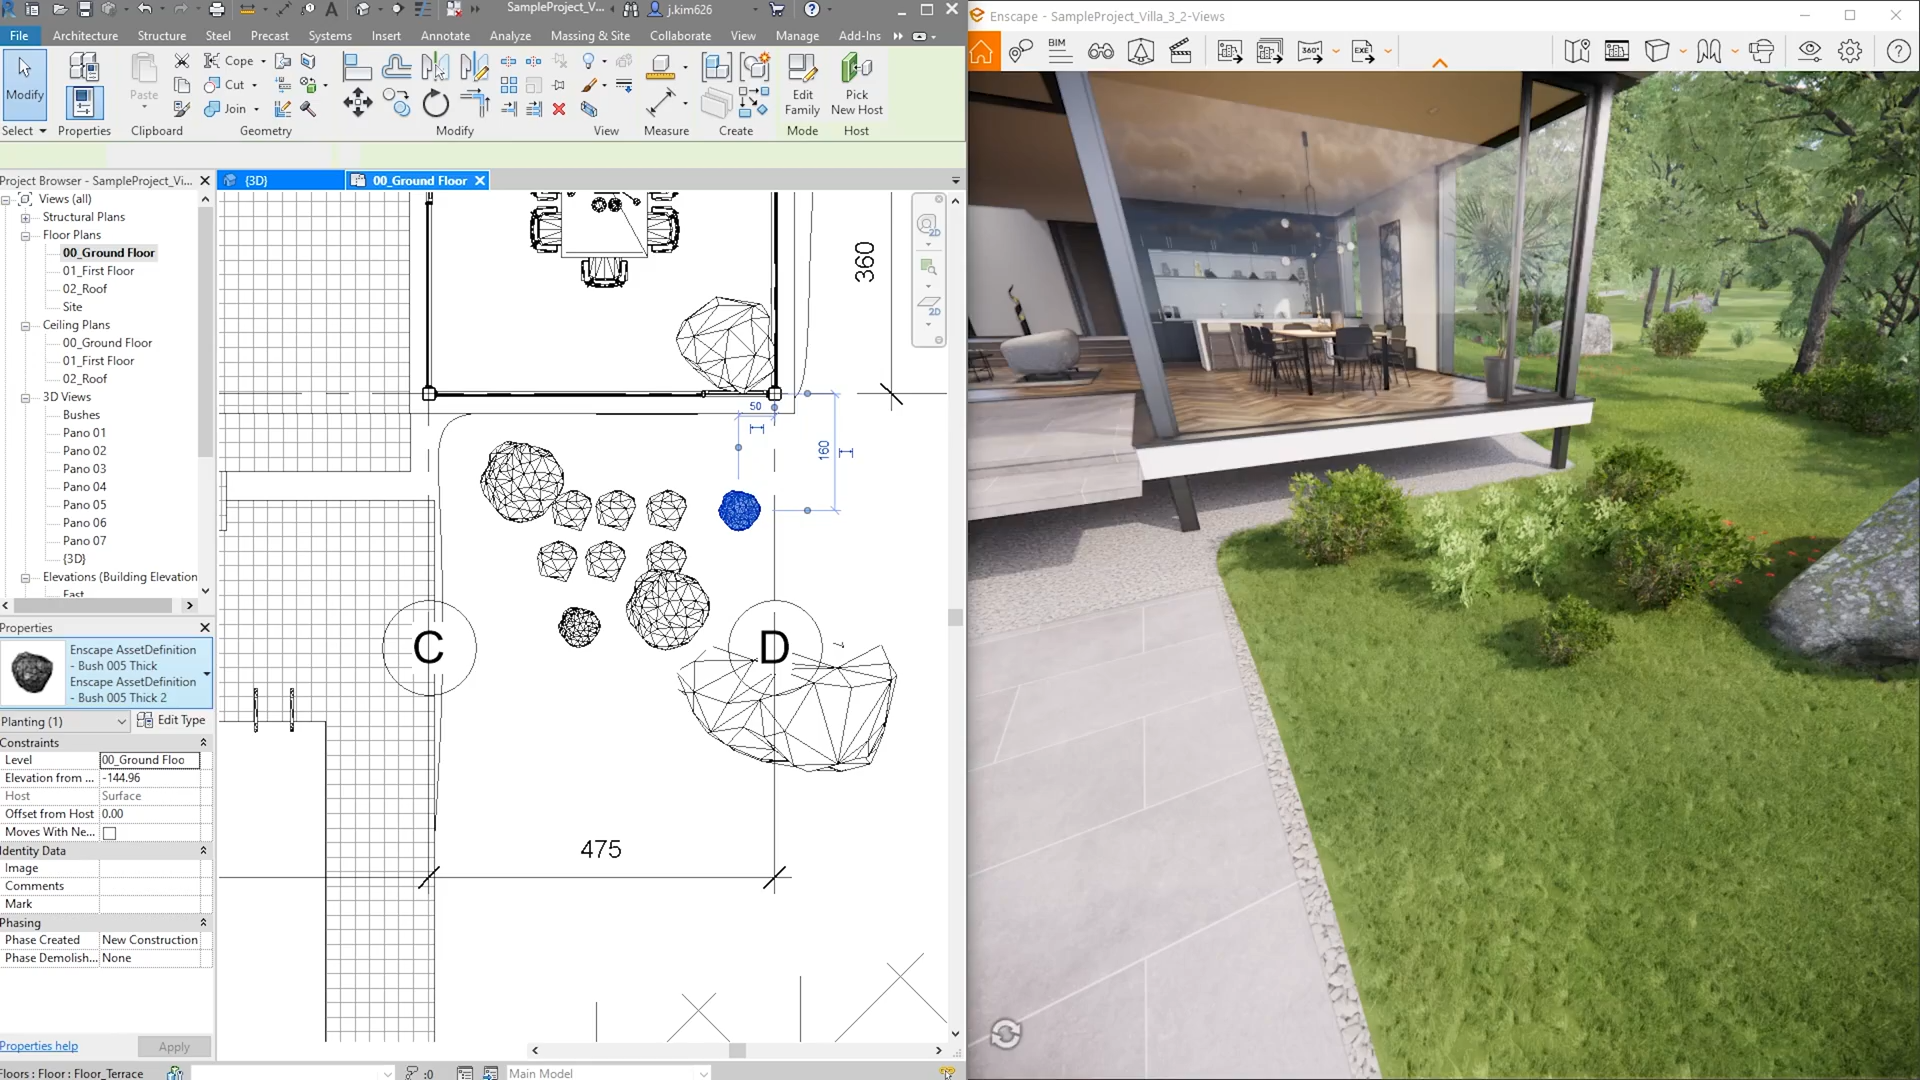 SampleProject_V...
j.kim626
File Architecture Structure Steel Precast Systems Insert Annotate Analyze Massing & Site Collaborate View Manage Add-Ins
Modify
Paste
Cope
Cut
Join
Edit
Family
Pick
New Host
Select Properties Clipboard Geometry Modify View Measure Create Mode Host
Project Browser - SampleProject_Vi...
Views (all)
Structural Plans
Floor Plans
00_Ground Floor
01_First Floor
02_Roof
Site
Ceiling Plans
00_Ground Floor
01_First Floor
02_Roof
3D Views
Bushes
Pano 01
Pano 02
Pano 03
Pano 04
Pano 05
Pano 06
Pano 07
{3D}
Elevations (Building Elevation
East
Properties
Enscape AssetDefinition
- Bush 005 Thick
Enscape AssetDefinition
- Bush 005 Thick 2
Planting (1)
Edit Type
Constraints
Level 00_Ground Floo
Elevation from ... -144.96
Host Surface
Offset from Host 0.00
Moves With Ne...
Identity Data
Image
Comments
Mark
Phasing
Phase Created New Construction
Phase Demolish... None
Properties help
Apply
Floors : Floor : Floor_Terrace
:0
Main Model
{3D}
00_Ground Floor
2D
2D
360
50
160
C
D
475
Enscape - SampleProject_Villa_3_2-Views
BIM
360°
EXE